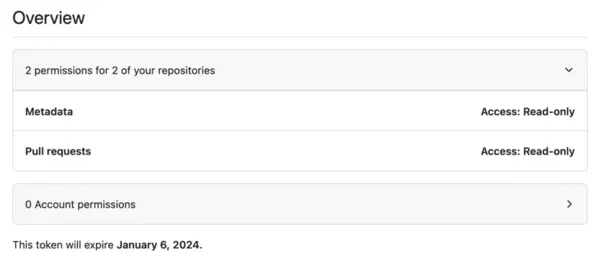 Overview
2 permissions for 2 of your repositories
Metadata Access: Read-only
Pull requests Access: Read-only
0 Account permissions
This token will expire January 6, 2024.